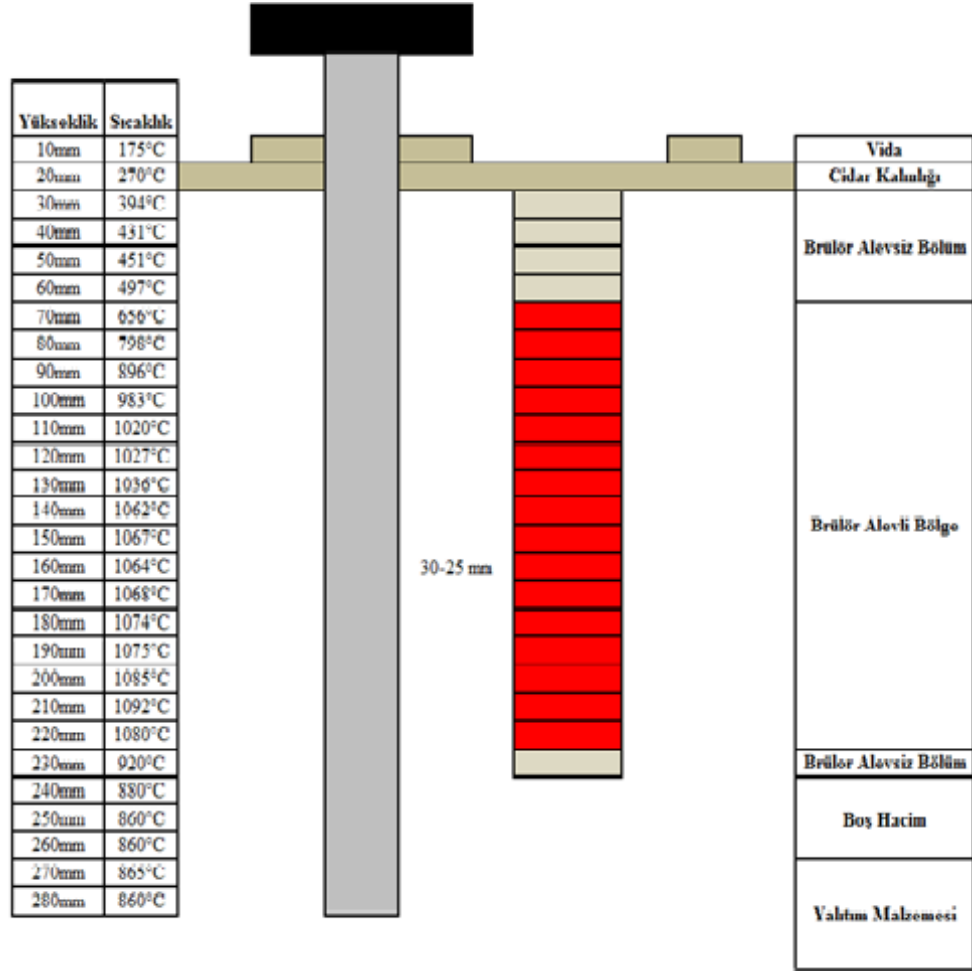 Yükseklik Sıcaklık
10mm 175°C
20mm 270°C
30mm 394°C
40mm 431°C
50mm 451°C
60mm 497°C
70mm 656°C
80mm 798°C
90mm 896°C
100mm 983°C
110mm 1020°C
120mm 1027°C
130mm 1036°C
140mm 1062°C
150mm 1067°C
160mm 1064°C
170mm 1068°C
180mm 1074°C
190mm 1075°C
200mm 1085°C
210mm 1092°C
220mm 1080°C
230mm 920°C
240mm 880°C
250mm 860°C
260mm 860°C
270mm 865°C
280mm 860°C
30-25 mm
Vida
Cidar Kalınlığı
Brülör Alevsiz Bölüm
Brülör Alevli Bölge
Brülör Alevsiz Bölüm
Boş Hacim
Yalıtım Malzemesi